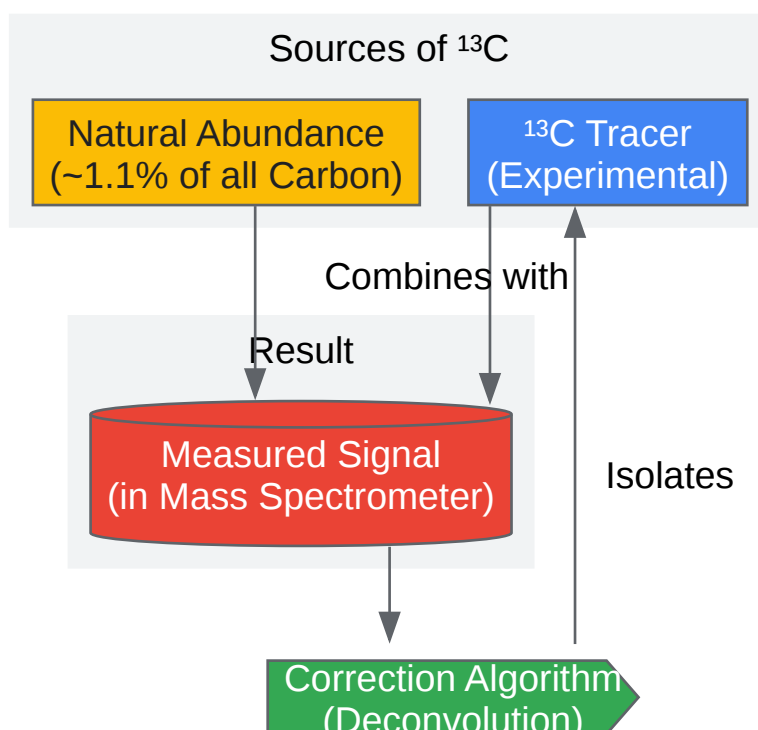 Sources of ¹³C
Natural Abundance
(~1.1% of all Carbon)
¹³C Tracer
(Experimental)
Combines with
Result
Measured Signal
(in Mass Spectrometer)
Isolates
Correction Algorithm
(Deconvolution)